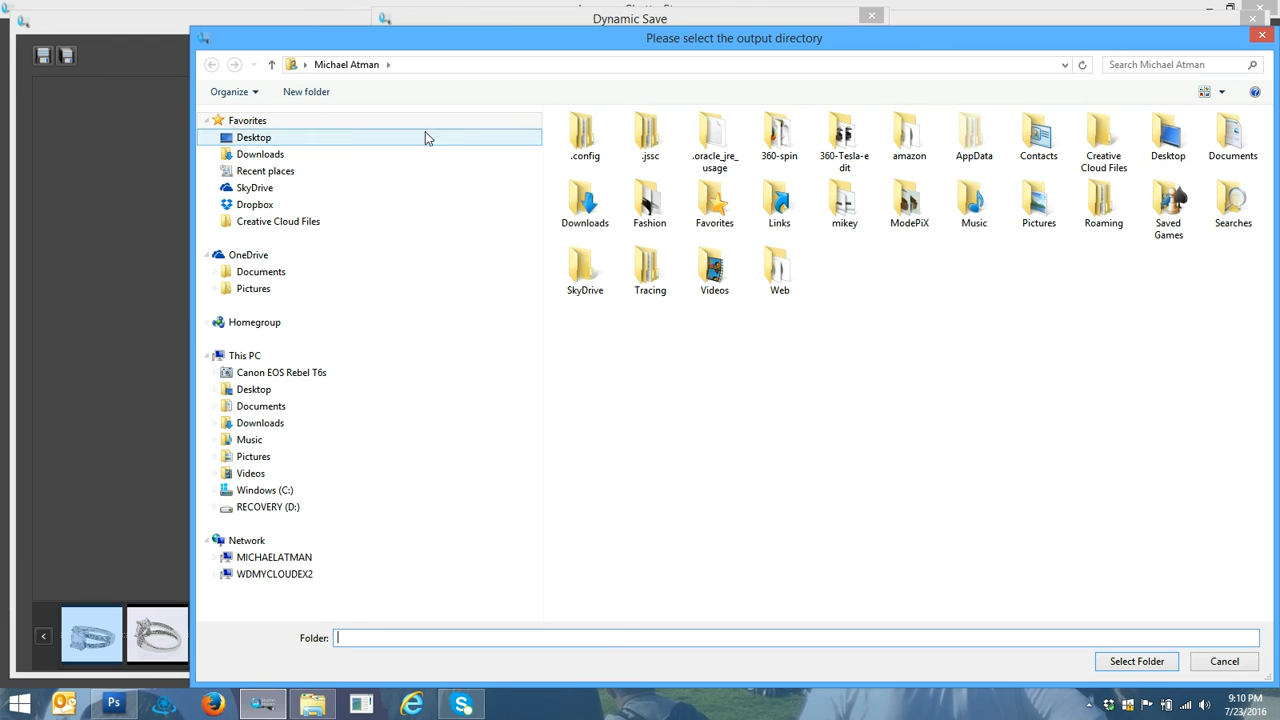 Dynamic Save
Please select the output directory
Michael Atman
Search Michael Atman
Organize
New folder
Favorites
Desktop
Downloads
Recent places
SkyDrive
Dropbox
Creative Cloud Files
OneDrive
Documents
Pictures
Homegroup
This PC
Canon EOS Rebel T6s
Desktop
Documents
Downloads
Music
Pictures
Videos
Windows (C:)
RECOVERY (D:)
Network
MICHAELATMAN
WDMYCLOUDEX2
.config
.jssc
.oracle_jre_
usage
360-spin
360-Tesla-e
dit
amazon
AppData
Contacts
Creative
Cloud Files
Desktop
Documents
Downloads
Fashion
Favorites
Links
mikey
ModePiX
Music
Pictures
Roaming
Saved
Games
Searches
SkyDrive
Tracing
Videos
Web
Folder:
Select Folder
Cancel
Ps
9:10 PM
7/23/2016